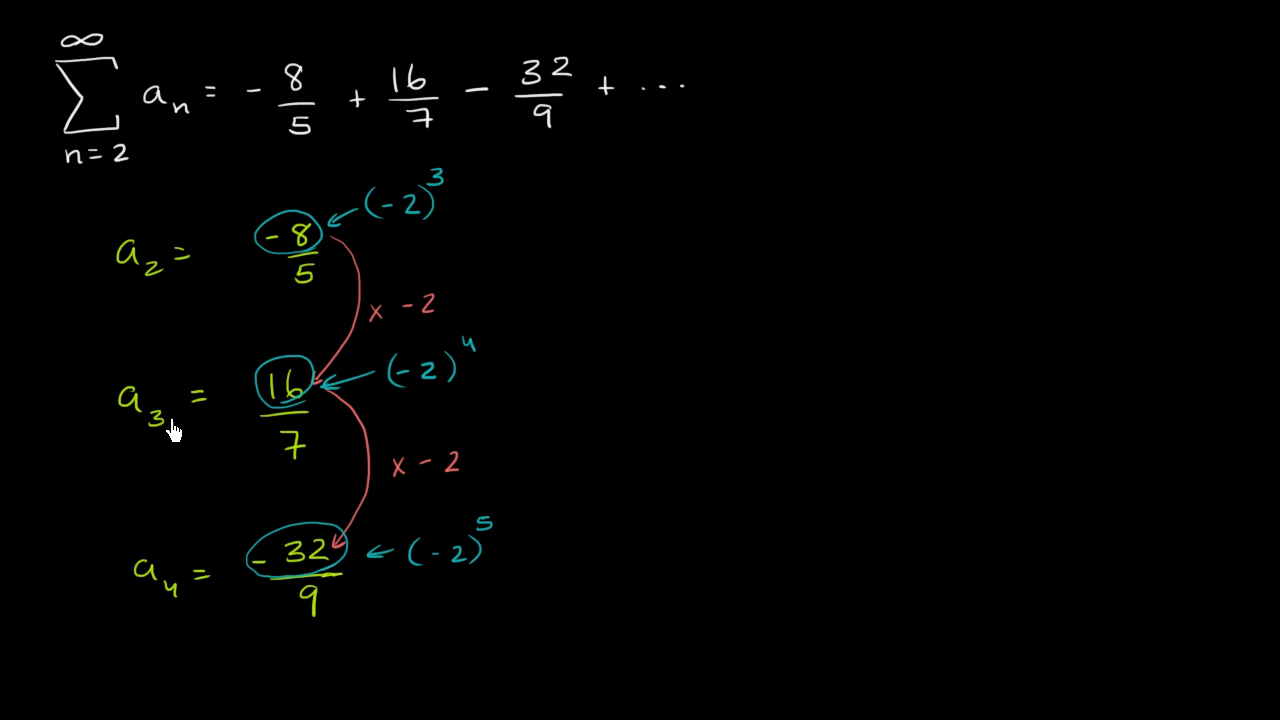 ∞
∑ aₙ = - 8/5 + 16/7 - 32/9 + ...
n=2
a₂ = -8/5 ← (-2)³
x -2
a₃ = 16/7 ← (-2)⁴
x -2
a₄ = -32/9 ← (-2)⁵